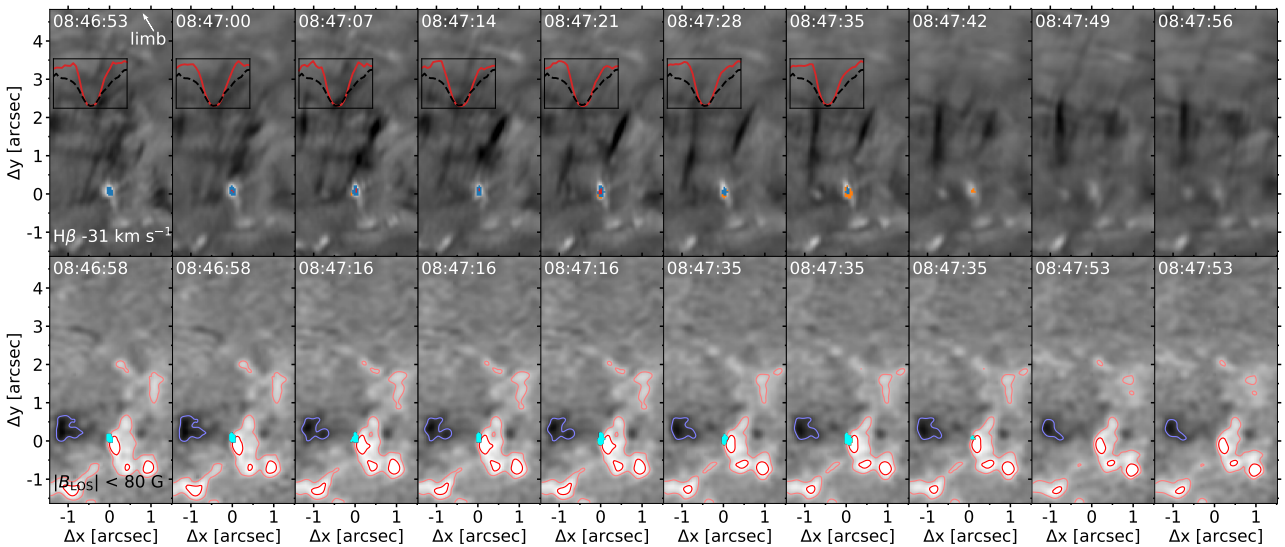 08:46:53 08:47:00 08:47:07 08:47:14 08:47:21 08:47:28 08:47:35 08:47:42 08:47:49 08:47:56
limb
4
3
2
1
0
-1
Δy [arcsec]
Hβ -31 km s⁻¹
08:46:58 08:46:58 08:47:16 08:47:16 08:47:16 08:47:35 08:47:35 08:47:35 08:47:53 08:47:53
4
3
2
1
0
-1
Δy [arcsec]
|B_LOS| < 80 G
-1 0 1 -1 0 1 -1 0 1 -1 0 1 -1 0 1 -1 0 1 -1 0 1 -1 0 1 -1 0 1 -1 0 1
Δx [arcsec] Δx [arcsec] Δx [arcsec] Δx [arcsec] Δx [arcsec] Δx [arcsec] Δx [arcsec] Δx [arcsec] Δx [arcsec] Δx [arcsec]